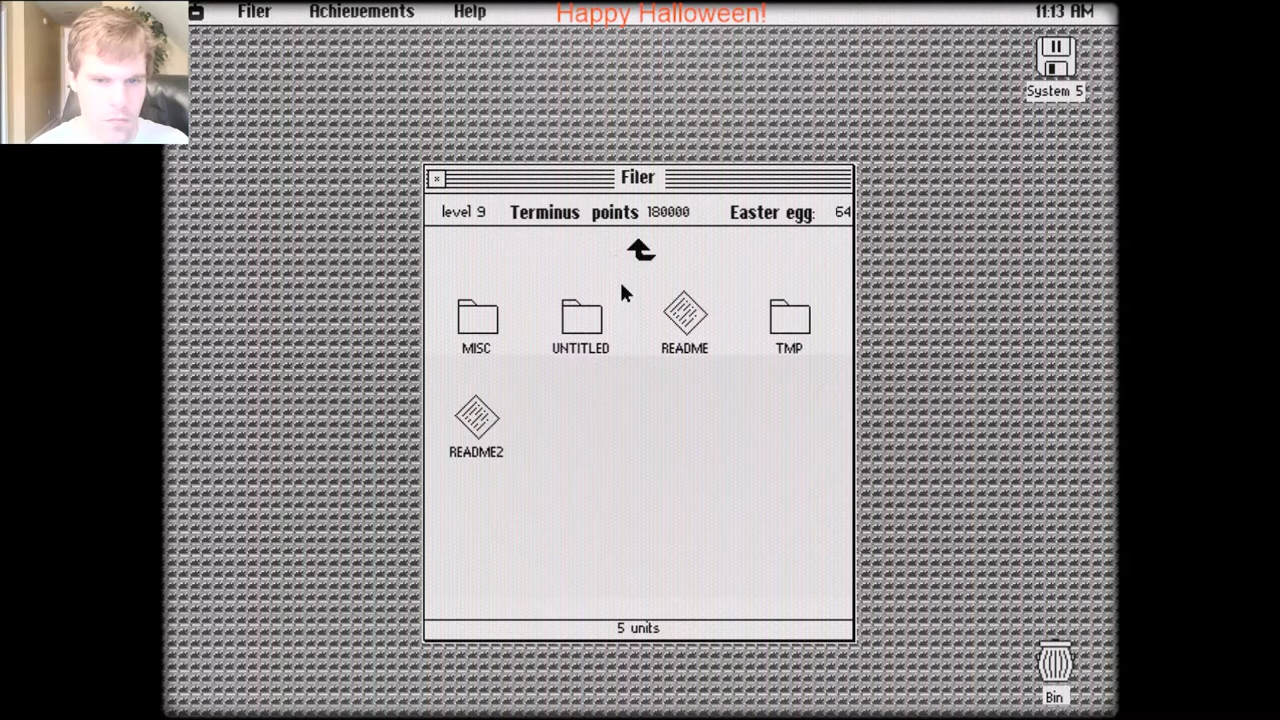 Filer Achievements Help Happy Halloween! 11:13 AM
System 5
Filer
level 9 Terminus points 180000 Easter egg: 64
MISC UNTITLED README TMP
README2
5 units
Bin